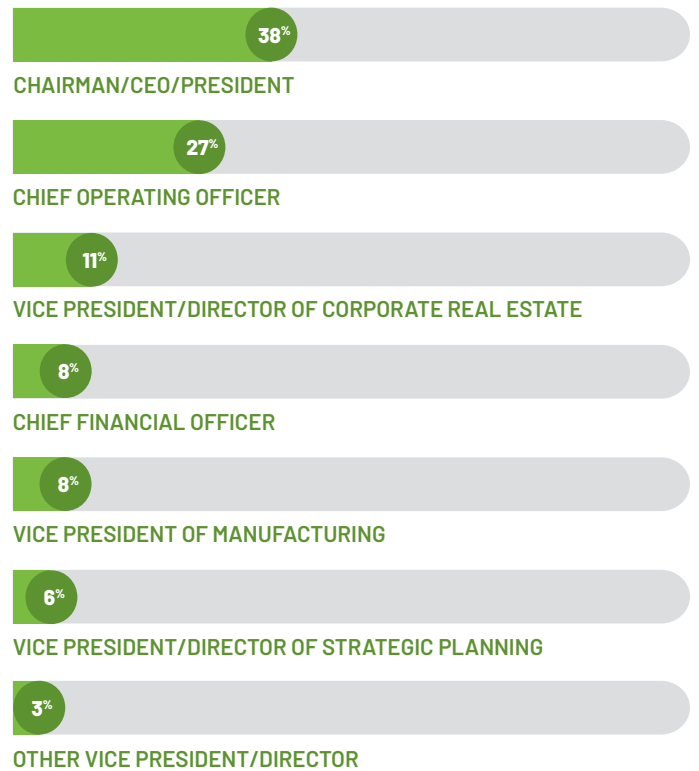 38%
CHAIRMAN/CEO/PRESIDENT
27%
CHIEF OPERATING OFFICER
11%
VICE PRESIDENT/DIRECTOR OF CORPORATE REAL ESTATE
8%
CHIEF FINANCIAL OFFICER
8%
VICE PRESIDENT OF MANUFACTURING
6%
VICE PRESIDENT/DIRECTOR OF STRATEGIC PLANNING
3%
OTHER VICE PRESIDENT/DIRECTOR